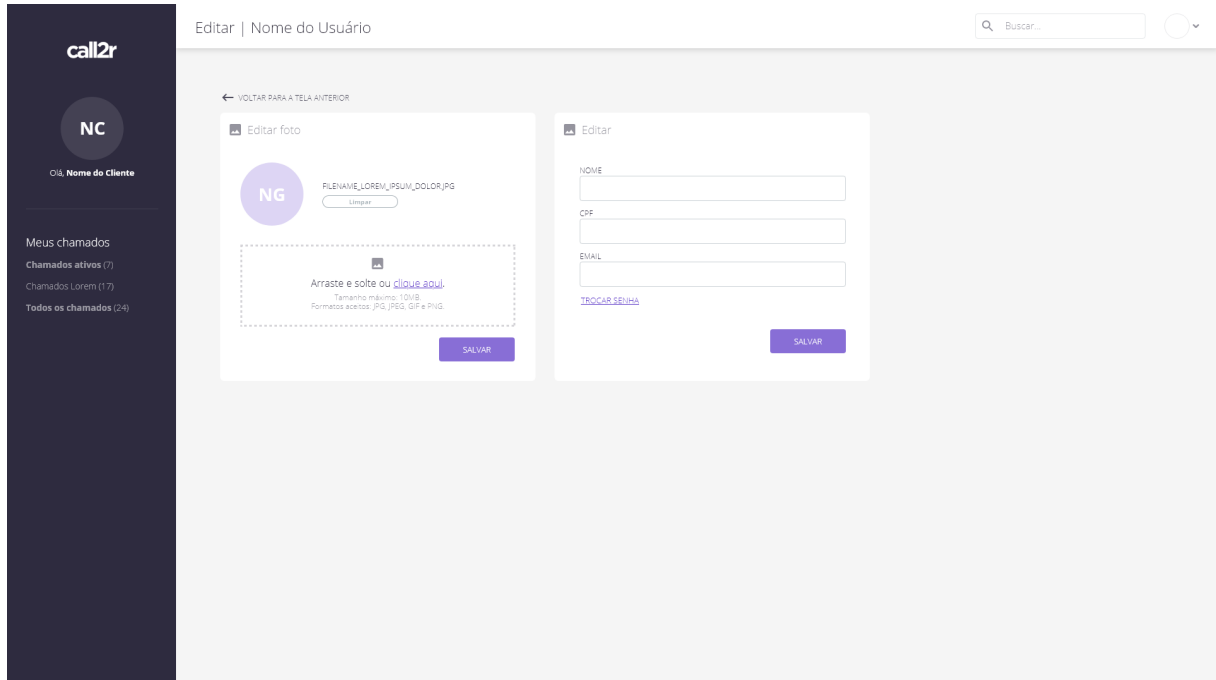 call2r
NC
Olá, Nome do Cliente
Meus chamados
Chamados ativos (7)
Chamados Lorem (17)
Todos os chamados (24)
Editar | Nome do Usuário
Buscar...
VOLTAR PARA A TELA ANTERIOR
Editar foto
NG
FILENAME_LOREM_IPSUM_DOLOR.JPG
Limpar
Arraste e solte ou clique aqui.
Tamanho máximo: 10MB.
Formatos aceitos: JPG, JPEG, GIF e PNG.
SALVAR
Editar
NOME
CPF
EMAIL
TROCAR SENHA
SALVAR